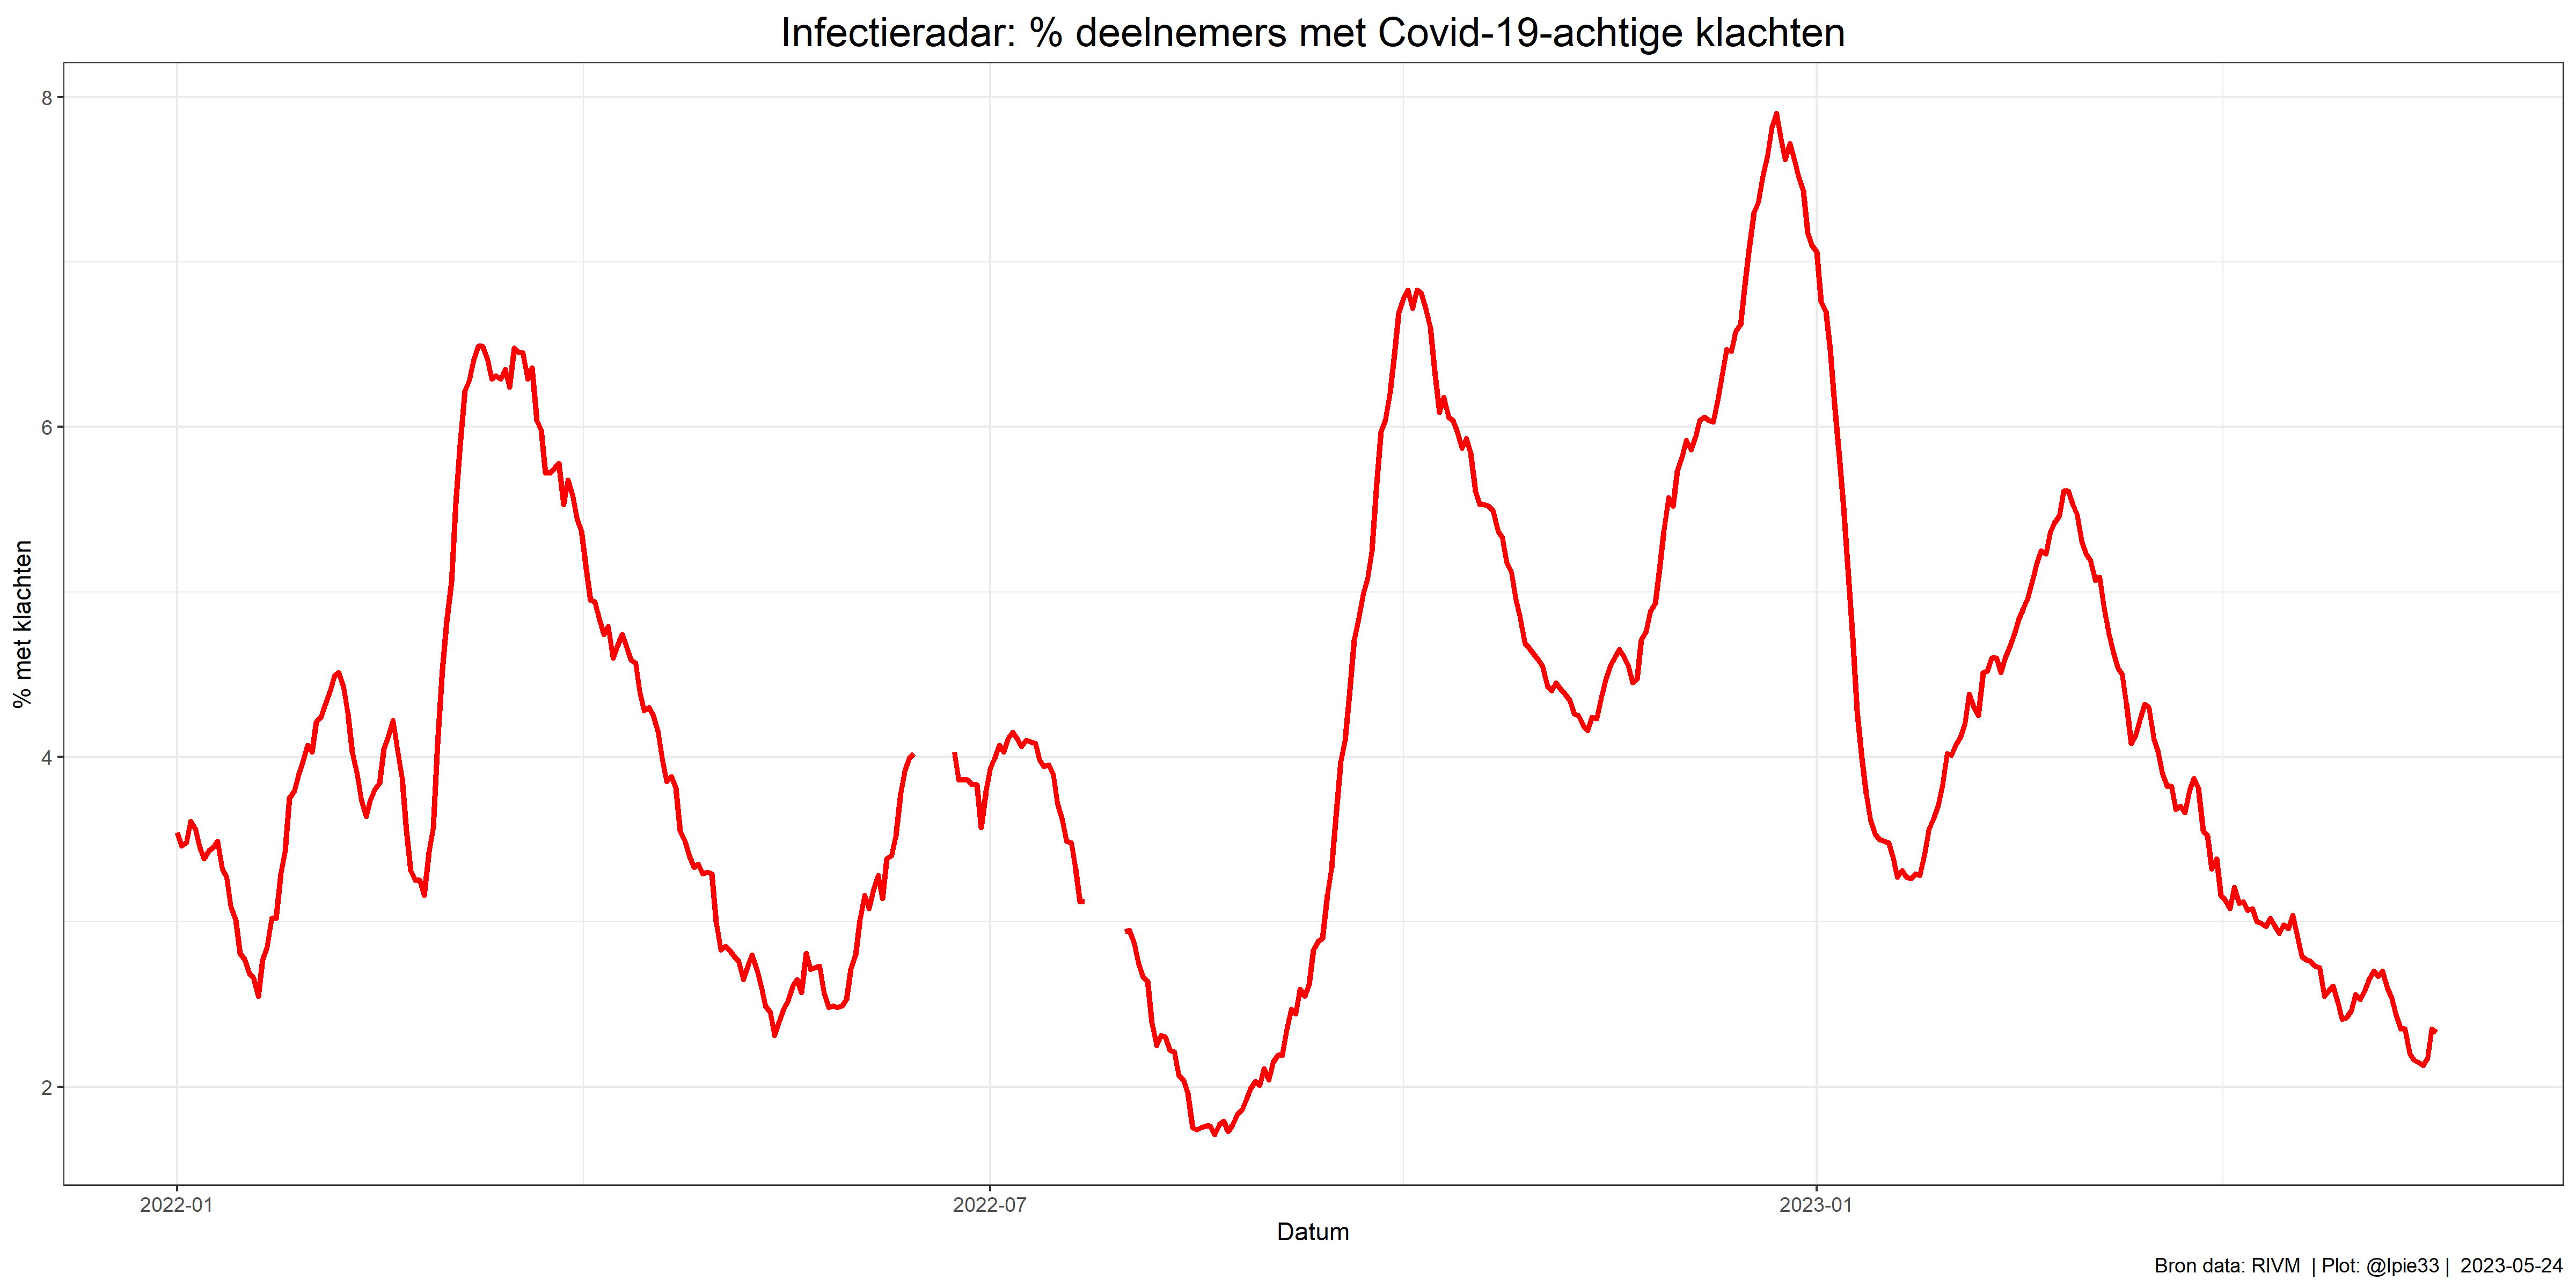 Infectieradar: % deelnemers met Covid-19-achtige klachten
8
6
4
2
% met klachten
2022-01
2022-07
2023-01
Datum
Bron data: RIVM | Plot: @lpie33 | 2023-05-24